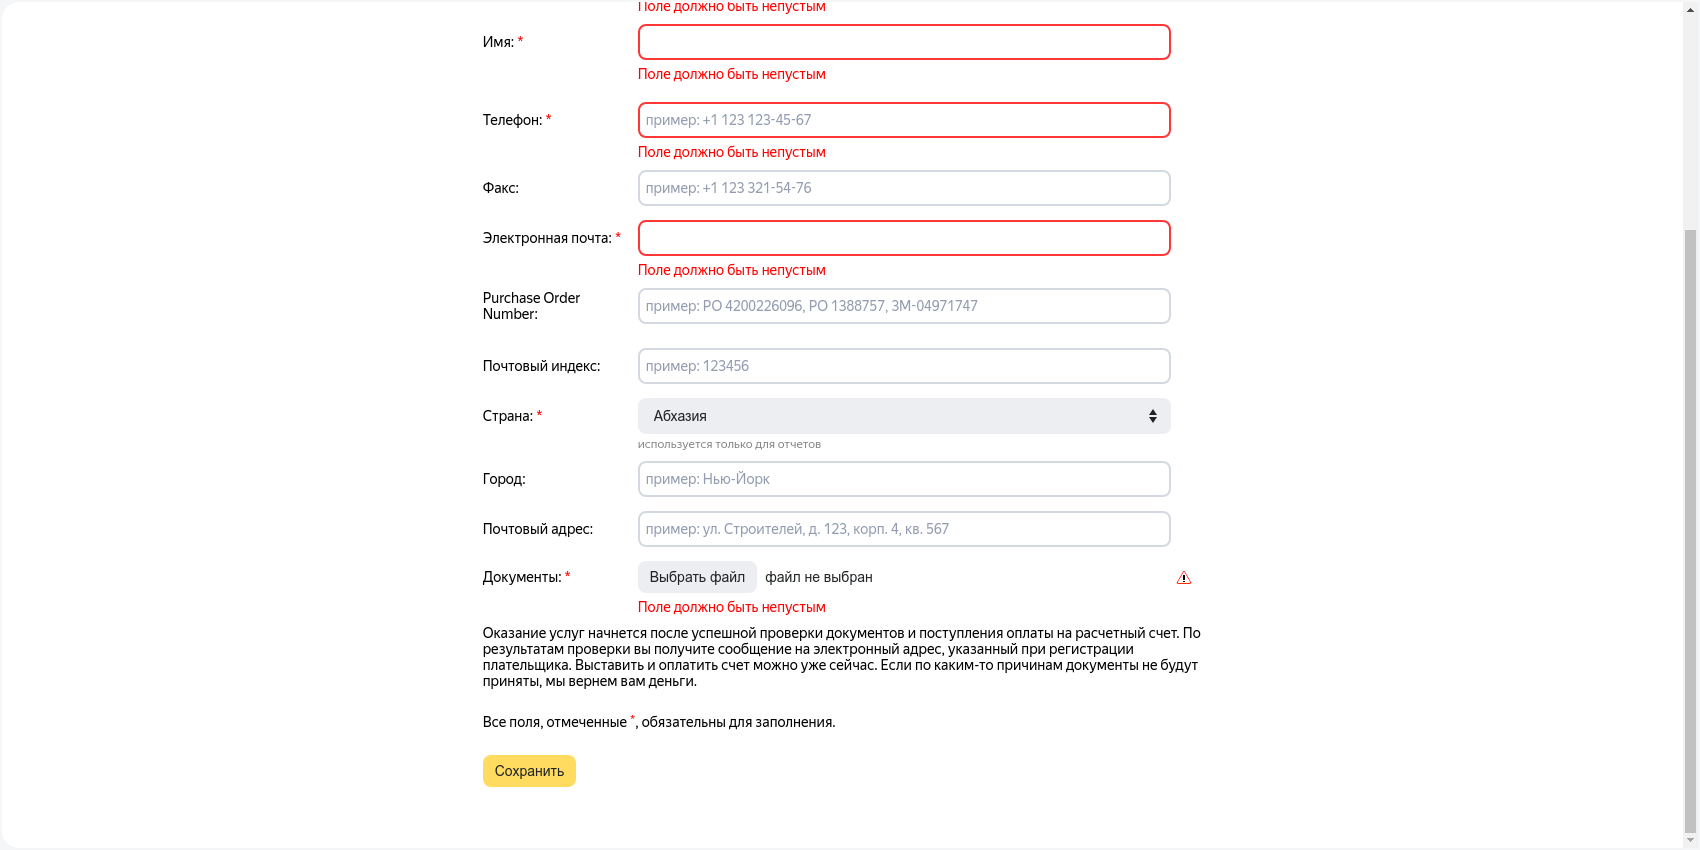 Поле должно быть непустым
Имя: *
Поле должно быть непустым
Телефон: *
пример: +1 123 123-45-67
Поле должно быть непустым
Факс:
пример: +1 123 321-54-76
Электронная почта: *
Поле должно быть непустым
Purchase Order
Number:
пример: PO 4200226096, PO 1388757, 3M-04971747
Почтовый индекс:
пример: 123456
Страна: *
Абхазия
используется только для отчетов
Город:
пример: Нью-Йорк
Почтовый адрес:
пример: ул. Строителей, д. 123, корп. 4, кв. 567
Документы: *
Выбрать файл
файл не выбран
Поле должно быть непустым
Оказание услуг начнется после успешной проверки документов и поступления оплаты на расчетный счет. По
результатам проверки вы получите сообщение на электронный адрес, указанный при регистрации
плательщика. Выставить и оплатить счет можно уже сейчас. Если по каким-то причинам документы не будут
приняты, мы вернем вам деньги.
Все поля, отмеченные *, обязательны для заполнения.
Сохранить